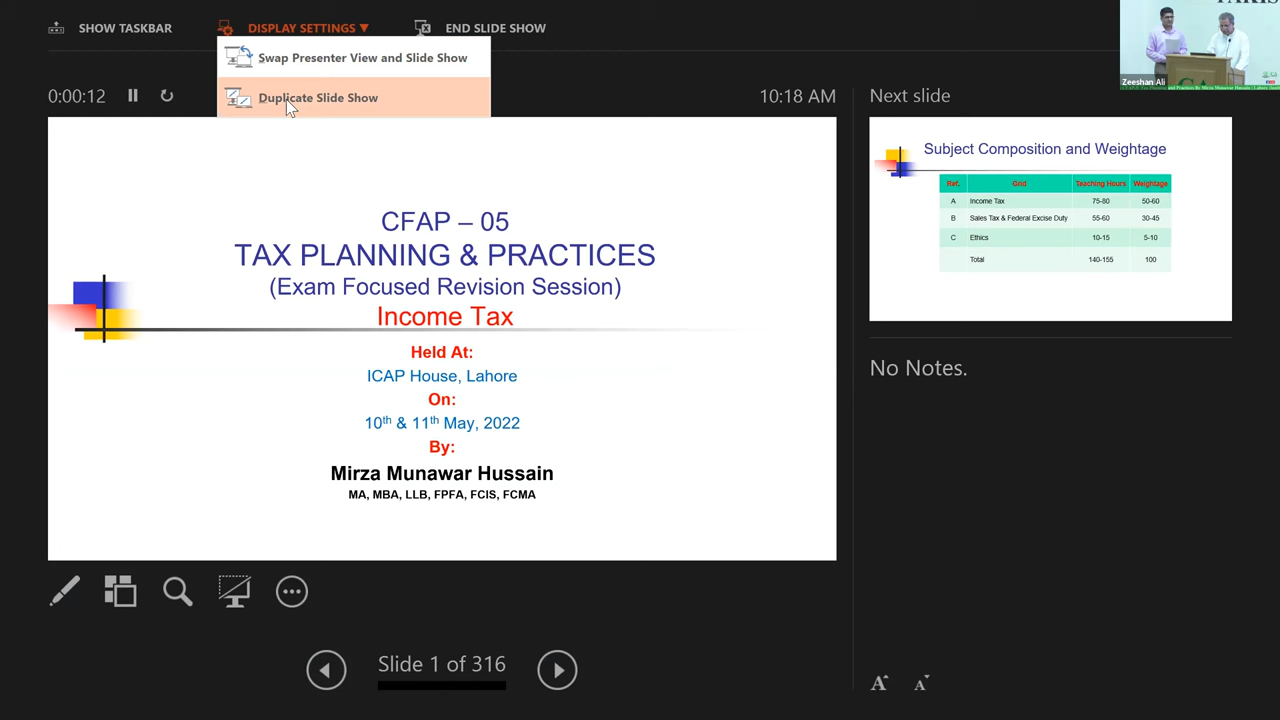 SHOW TASKBAR
DISPLAY SETTINGS ▼
END SLIDE SHOW
Swap Presenter View and Slide Show
Duplicate Slide Show
Zeeshan Ali
0:00:12
10:18 AM
Next slide
CFAP – 05
TAX PLANNING & PRACTICES
(Exam Focused Revision Session)
Income Tax
Held At:
ICAP House, Lahore
On:
10th & 11th May, 2022
By:
Mirza Munawar Hussain
MA, MBA, LLB, FPFA, FCIS, FCMA
Subject Composition and Weightage
Ref. Grid Teaching Hours Weightage
A Income Tax 75-80 50-60
B Sales Tax & Federal Excise Duty 55-60 30-45
C Ethics 10-15 5-10
Total 140-155 100
No Notes.
Slide 1 of 316
A A